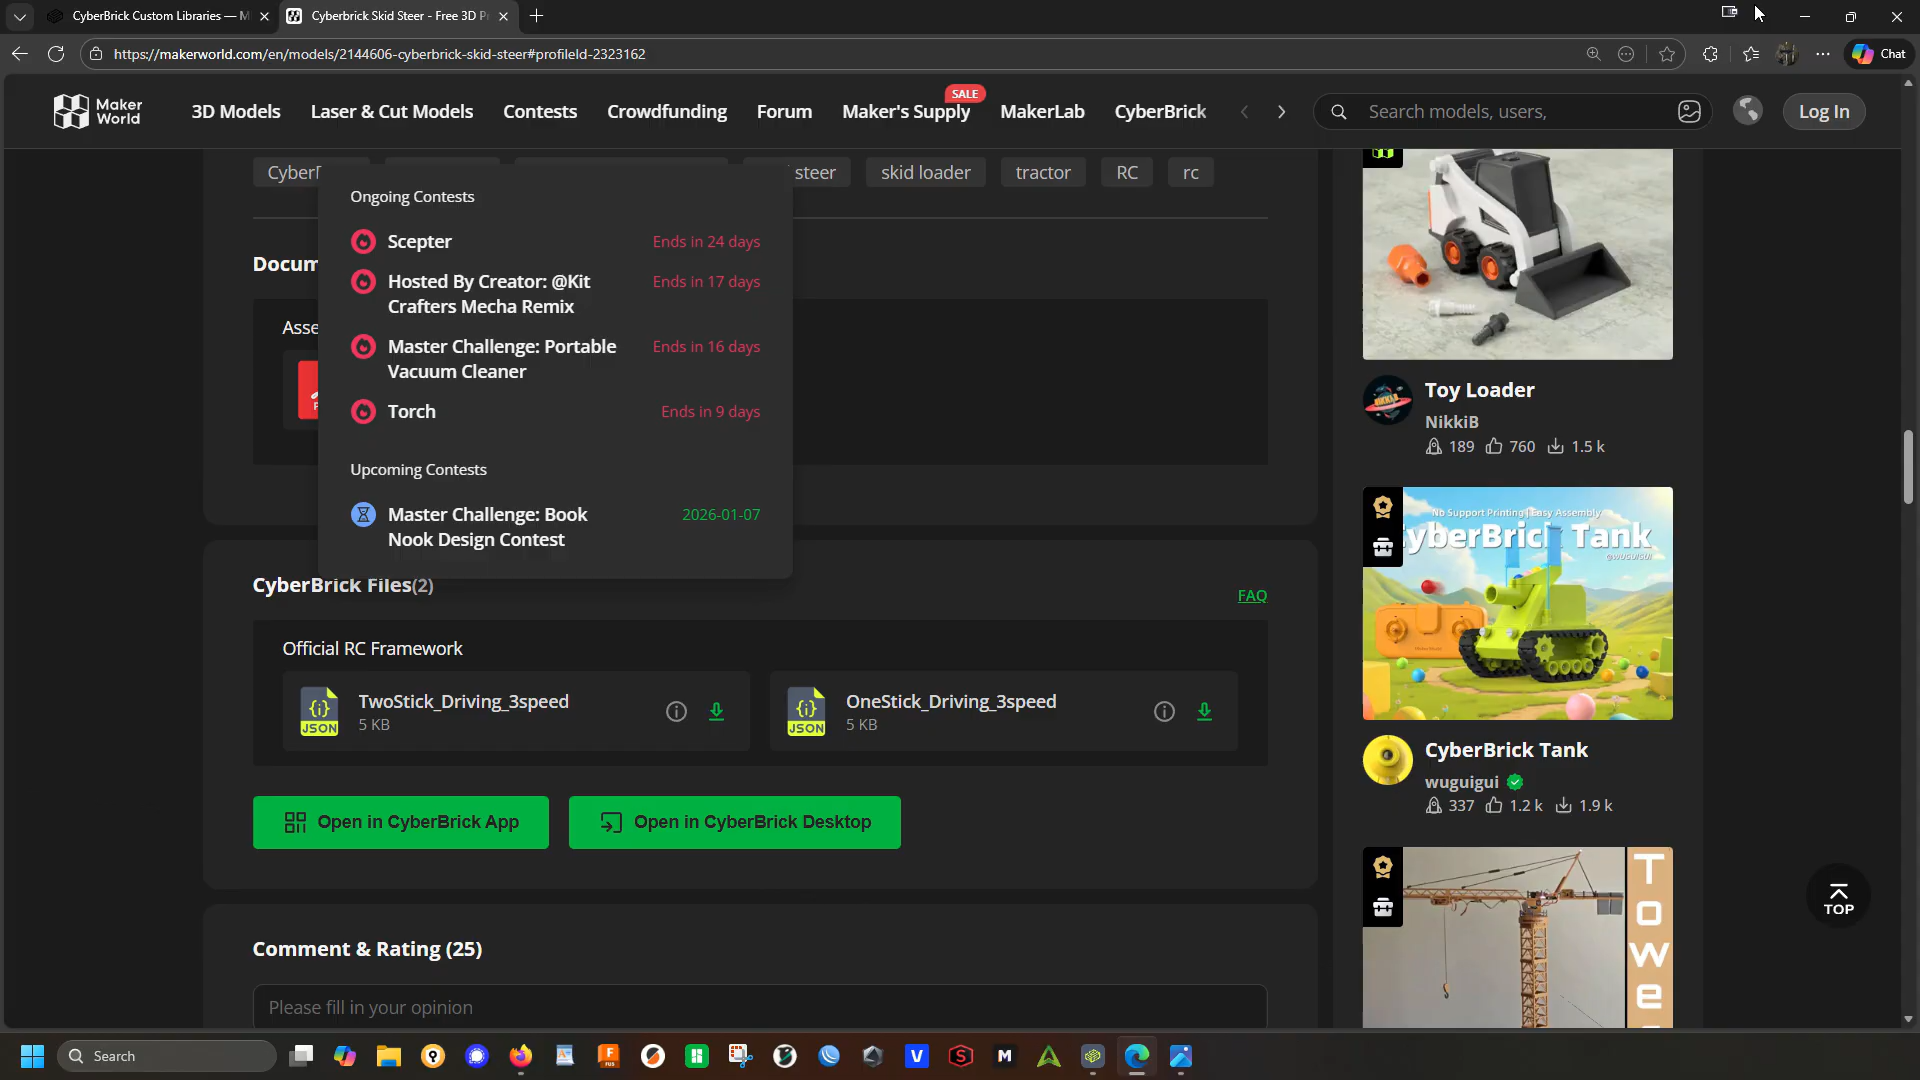 CyberBrick Custom Libraries — M
Cyberbrick Skid Steer - Free 3D P
https://makerworld.com/en/models/2144606-cyberbrick-skid-steer#profileId-2323162
Chat
Maker World
3D Models
Laser & Cut Models
Contests
Crowdfunding
Forum
Maker's Supply
SALE
MakerLab
CyberBrick
Search models, users,
Log In
steer
skid loader
tractor
RC
rc
Ongoing Contests
Scepter
Ends in 24 days
Hosted By Creator: @Kit
Crafters Mecha Remix
Ends in 17 days
Master Challenge: Portable
Vacuum Cleaner
Ends in 16 days
Torch
Ends in 9 days
Upcoming Contests
Master Challenge: Book
Nook Design Contest
2026-01-07
Docum
Asse
CyberBrick Files(2)
FAQ
Official RC Framework
JSON
TwoStick_Driving_3speed
5 KB
JSON
OneStick_Driving_3speed
5 KB
Open in CyberBrick App
Open in CyberBrick Desktop
Comment & Rating (25)
Please fill in your opinion
Toy Loader
NikkiB
189
760
1.5 k
No Support Printing | Easy Assembly
yberBrick Tank
@WUGUIGUI
CyberBrick Tank
wuguigui
337
1.2 k
1.9 k
T
O
W
e
TOP
Search